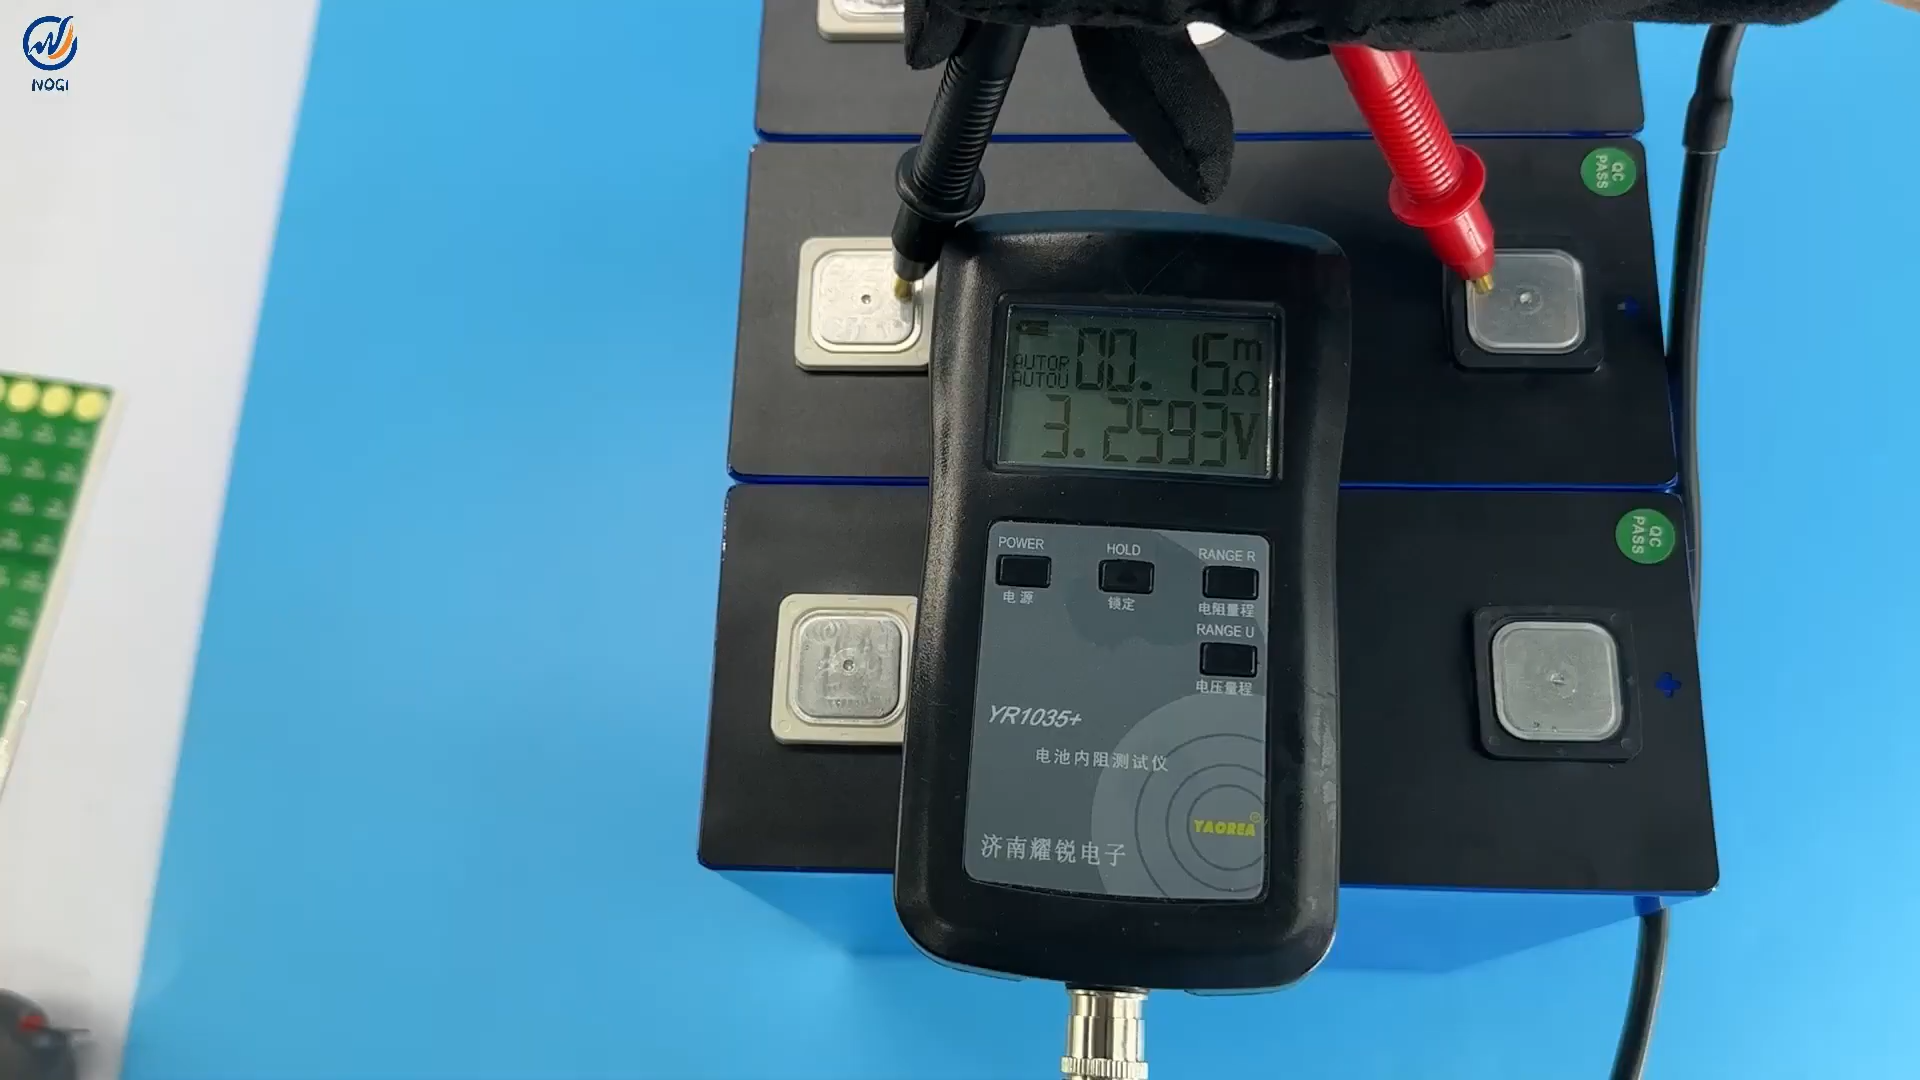 NOGI
QC
PASS
AUTOR
00.15mΩ
AUTOU
3.2593V
QC
PASS
POWER
电源
HOLD
锁定
RANGE R
电阻量程
RANGE U
电压量程
YR1035+
电池内阻测试仪
YAOREA
济南耀锐电子